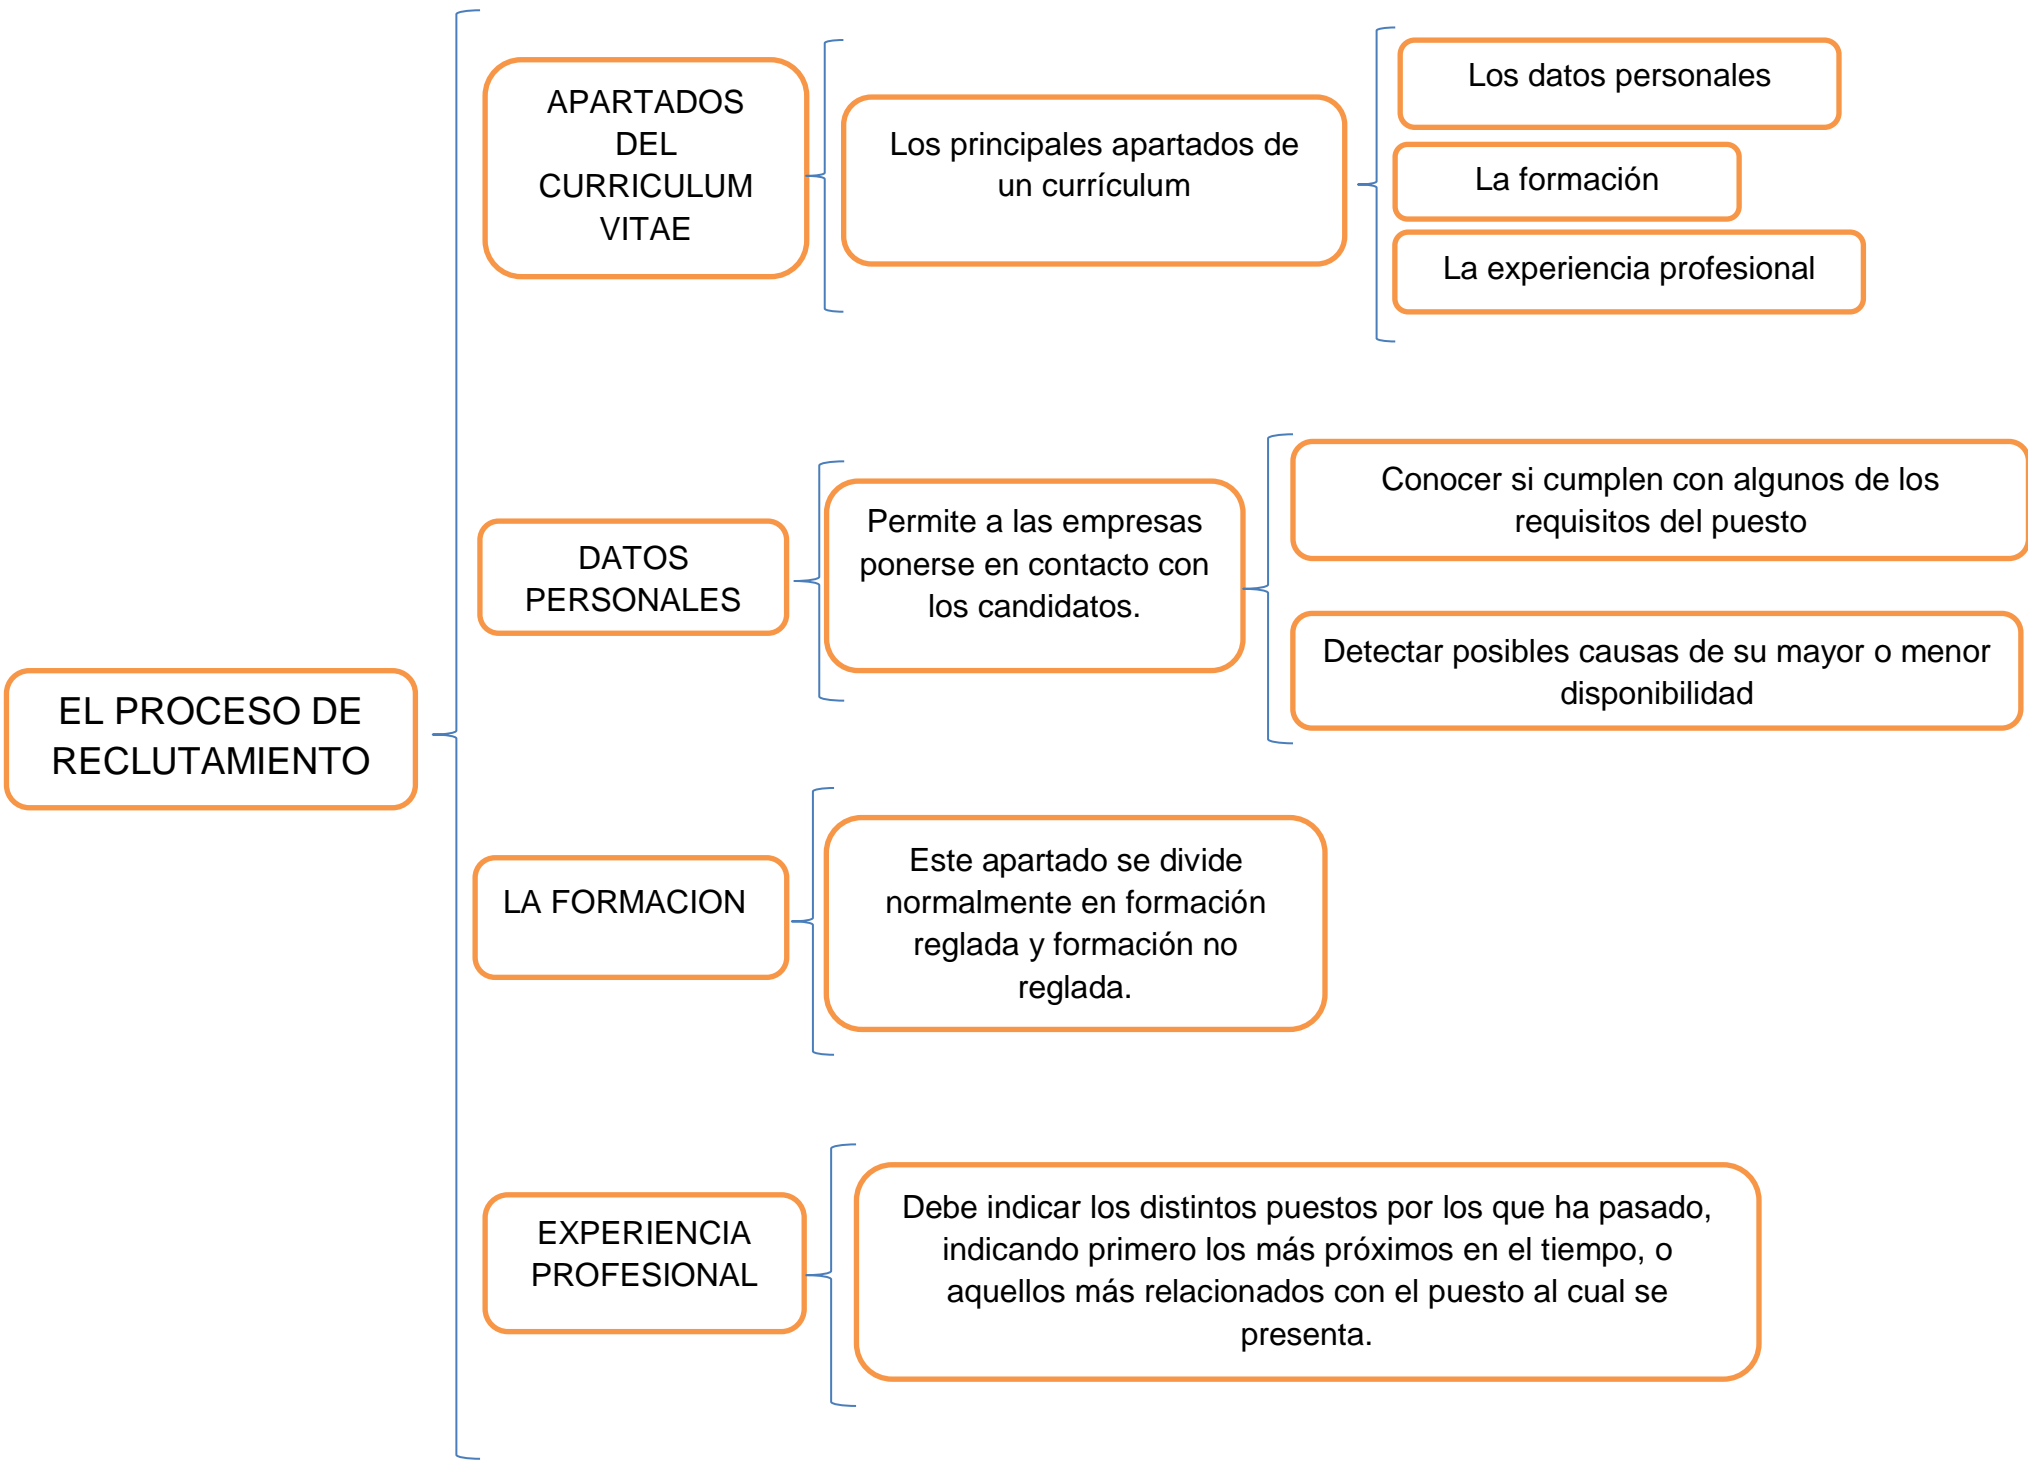 EL PROCESO DE
RECLUTAMIENTO
APARTADOS
DEL
CURRICULUM
VITAE
Los principales apartados de
un currículum
Los datos personales
La formación
La experiencia profesional
DATOS
PERSONALES
Permite a las empresas
ponerse en contacto con
los candidatos.
Conocer si cumplen con algunos de los
requisitos del puesto
Detectar posibles causas de su mayor o menor
disponibilidad
LA FORMACION
Este apartado se divide
normalmente en formación
reglada y formación no
reglada.
EXPERIENCIA
PROFESIONAL
Debe indicar los distintos puestos por los que ha pasado,
indicando primero los más próximos en el tiempo, o
aquellos más relacionados con el puesto al cual se
presenta.